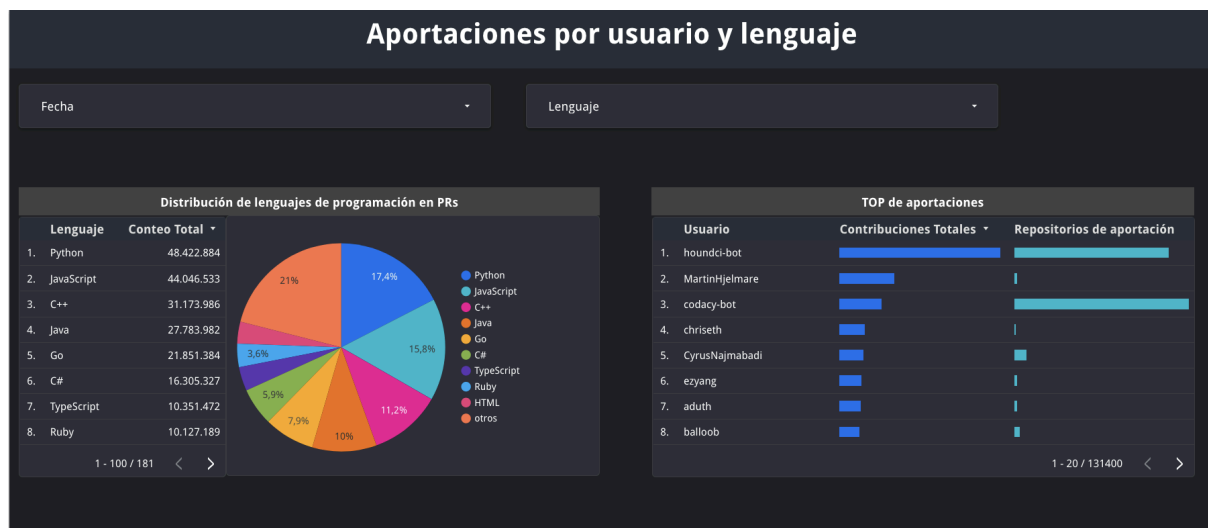 Aportaciones por usuario y lenguaje
Fecha
Lenguaje
Distribución de lenguajes de programación en PRs
Lenguaje Conteo Total
1. Python 48.422.884
2. JavaScript 44.046.533
3. C++ 31.173.986
4. Java 27.783.982
5. Go 21.851.384
6. C# 16.305.327
7. TypeScript 10.351.472
8. Ruby 10.127.189
1 - 100 / 181
17,4%
15,8%
11,2%
10%
7,9%
5,9%
3,6%
21%
Python
JavaScript
C++
Java
Go
C#
TypeScript
Ruby
HTML
otros
TOP de aportaciones
Usuario Contribuciones Totales Repositorios de aportación
1. houndci-bot
2. MartinHjelmare
3. codacy-bot
4. chriseth
5. CyrusNajmabadi
6. ezyang
7. aduth
8. balloob
1 - 20 / 131400